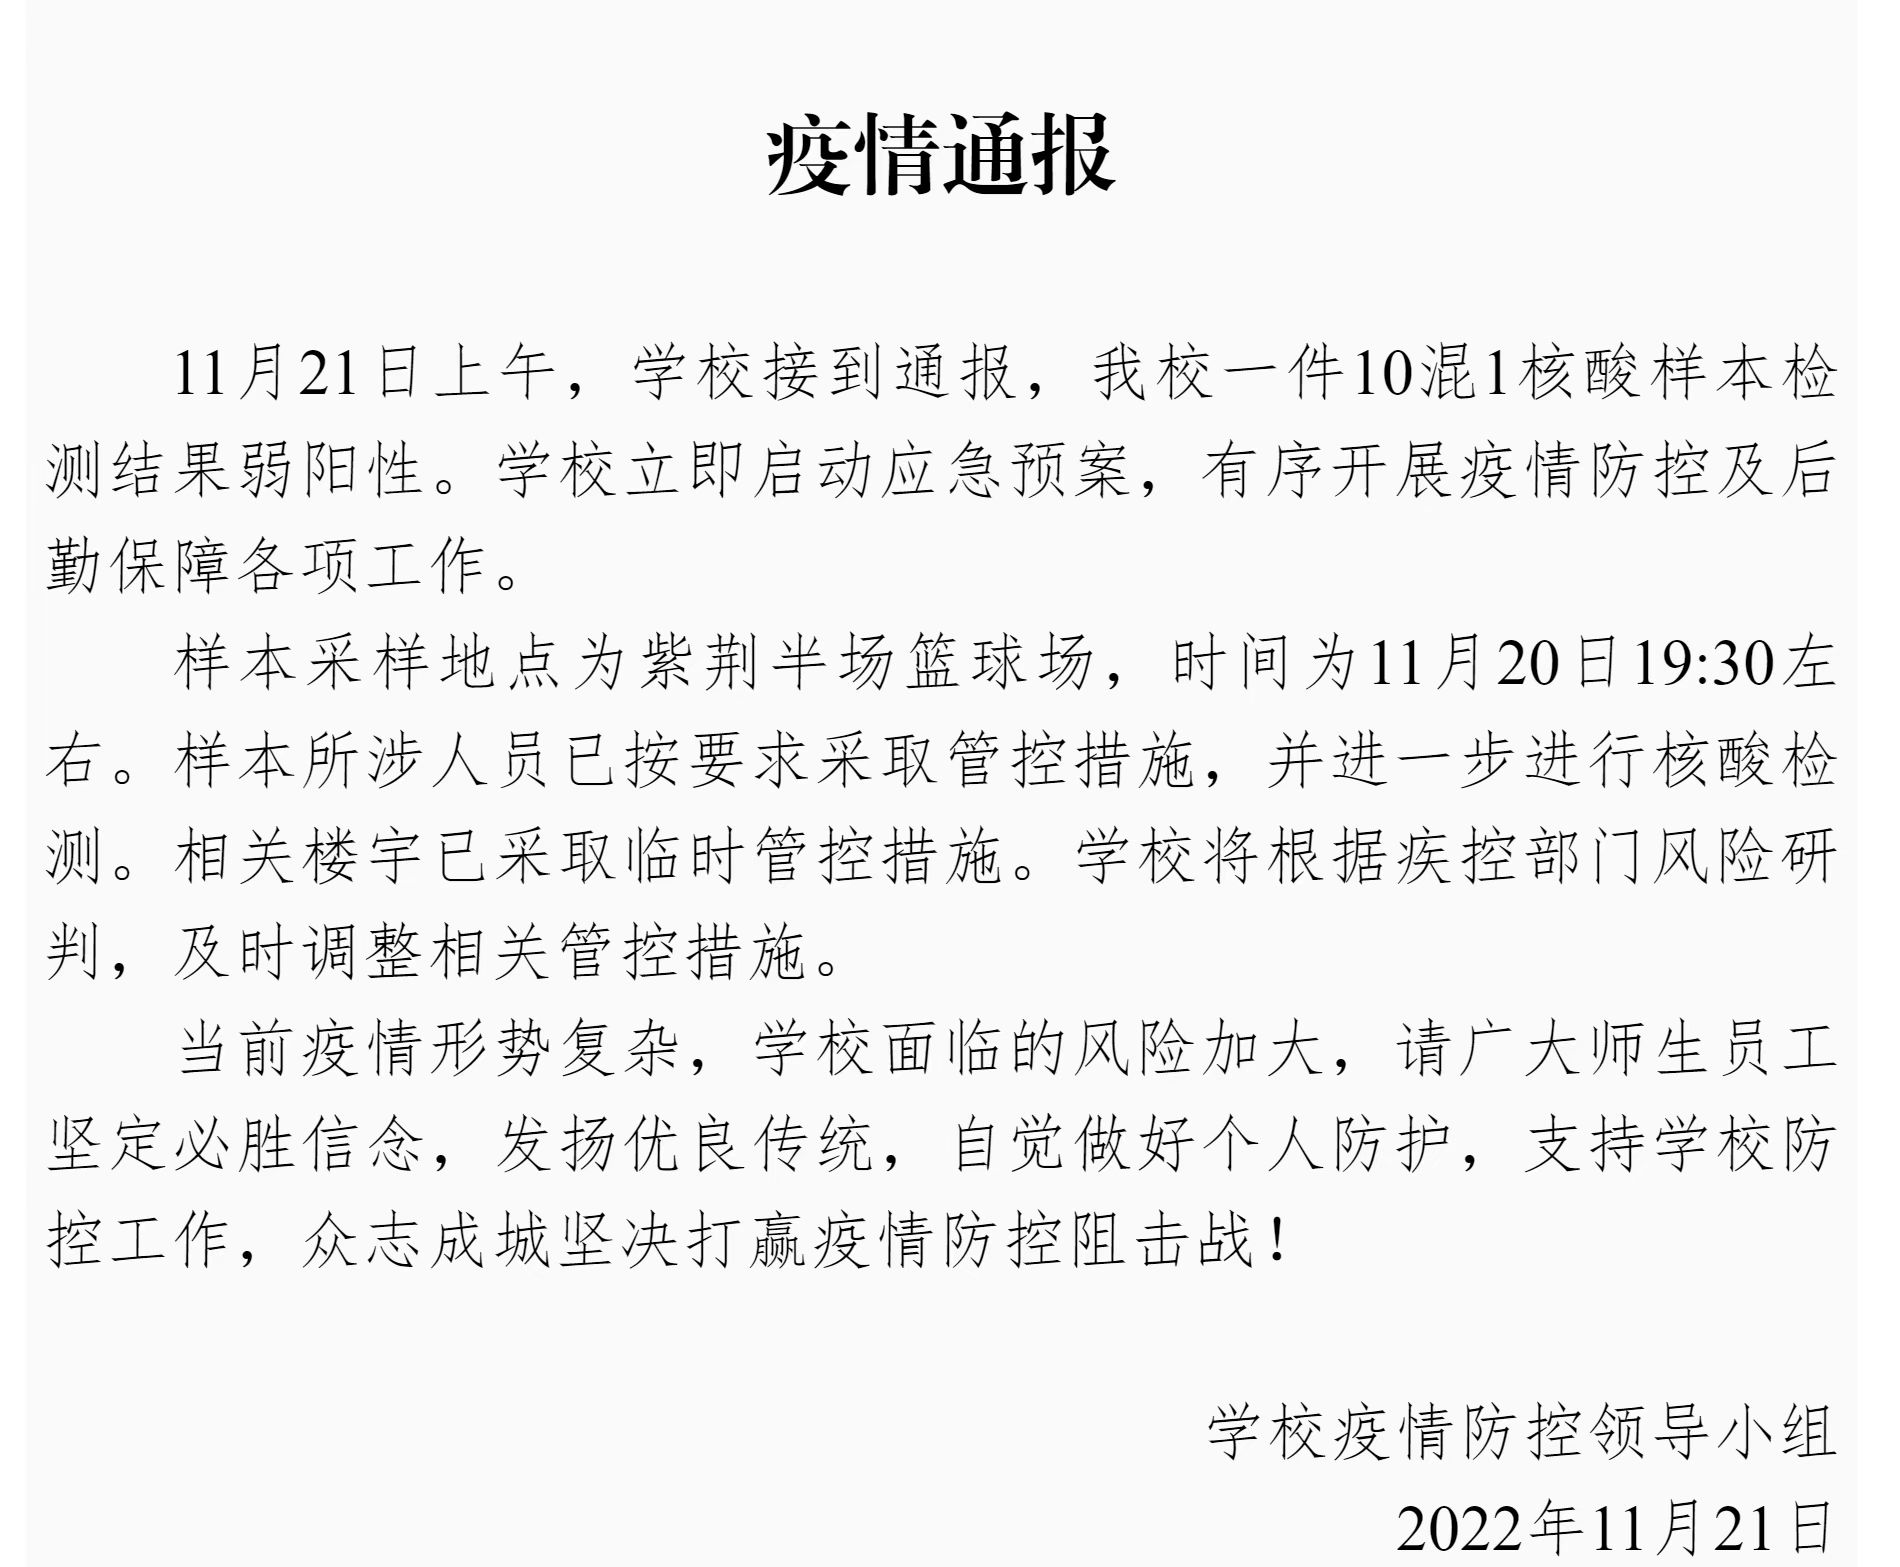 疫情通报
11月21日上午，学校接到通报，我校一件10混1核酸样本检
测结果弱阳性。学校立即启动应急预案，有序开展疫情防控及后
勤保障各项工作。
样本采样地点为紫荆半场篮球场，时间为11月20日19:30左
右。样本所涉人员已按要求采取管控措施，并进一步进行核酸检
测。相关楼宇已采取临时管控措施。学校将根据疾控部门风险研
判，及时调整相关管控措施。
当前疫情形势复杂，学校面临的风险加大，请广大师生员工
坚定必胜信念，发扬优良传统，自觉做好个人防护，支持学校防
控工作，众志成城坚决打赢疫情防控阻击战！
学校疫情防控领导小组
2022年11月21日